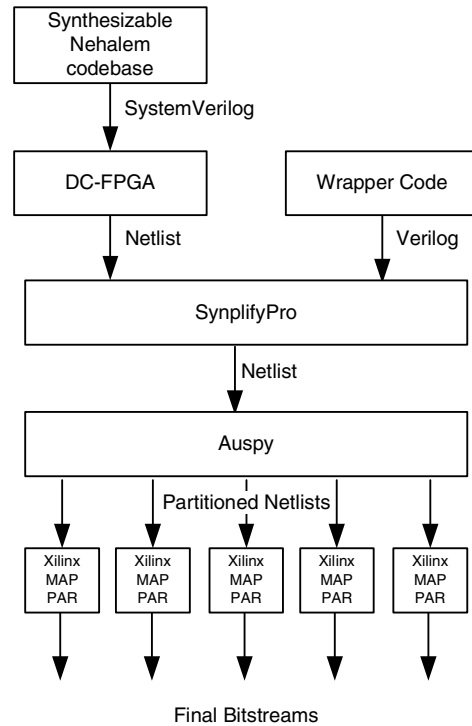 Synthesizable
Nehalem
codebase
SystemVerilog
DC-FPGA
Wrapper Code
Netlist
Verilog
SynplifyPro
Netlist
Auspy
Partitioned Netlists
Xilinx
MAP
PAR
Xilinx
MAP
PAR
Xilinx
MAP
PAR
Xilinx
MAP
PAR
Xilinx
MAP
PAR
Final Bitstreams